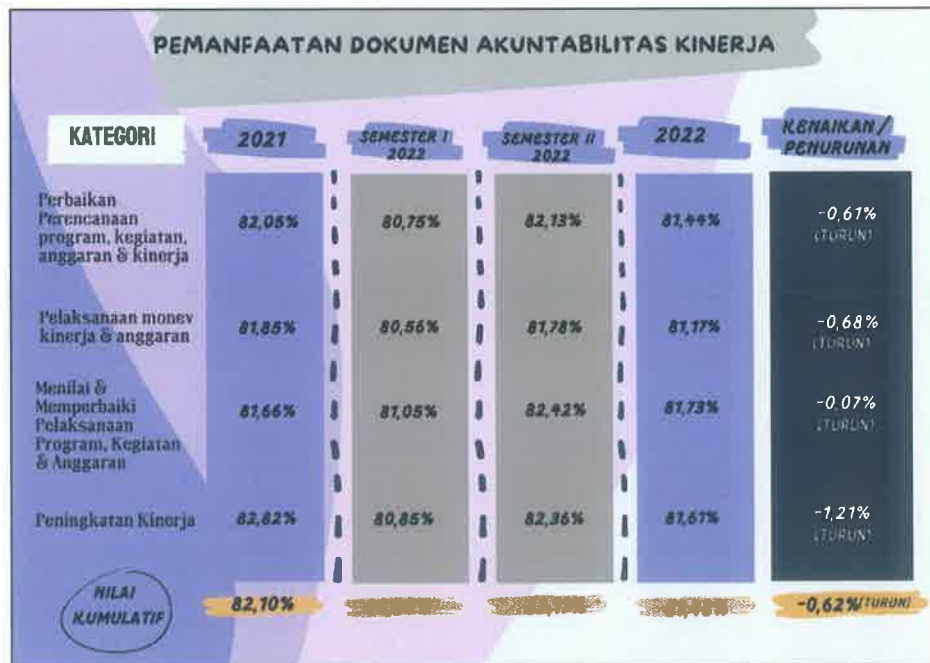 PEMANFAATAN DOKUMEN AKUNTABILITAS KINERJA
KATEGORI 2021 SEMESTER I 2022 SEMESTER II 2022 2022 KENAIKAN / PENURUNAN
Perbaikan
Perencanaan
program, kegiatan,
anggaran & kinerja
82,05% 80,75% 82,13% 81,44% -0,61%
(TURUN)
Pelaksanaan monev
kinerja & anggaran
81,85% 80,56% 81,78% 81,17% -0,68%
(TURUN)
Menilai &
Memperbaiki
Pelaksanaan
Program, Kegiatan
& Anggaran
81,66% 81,05% 82,42% 81,73% -0,07%
(TURUN)
Peningkatan Kinerja
82,82% 80,85% 82,36% 81,61% -1,21%
(TURUN)
NILAI
KUMULATIF
82,10% -0,62% (TURUN)